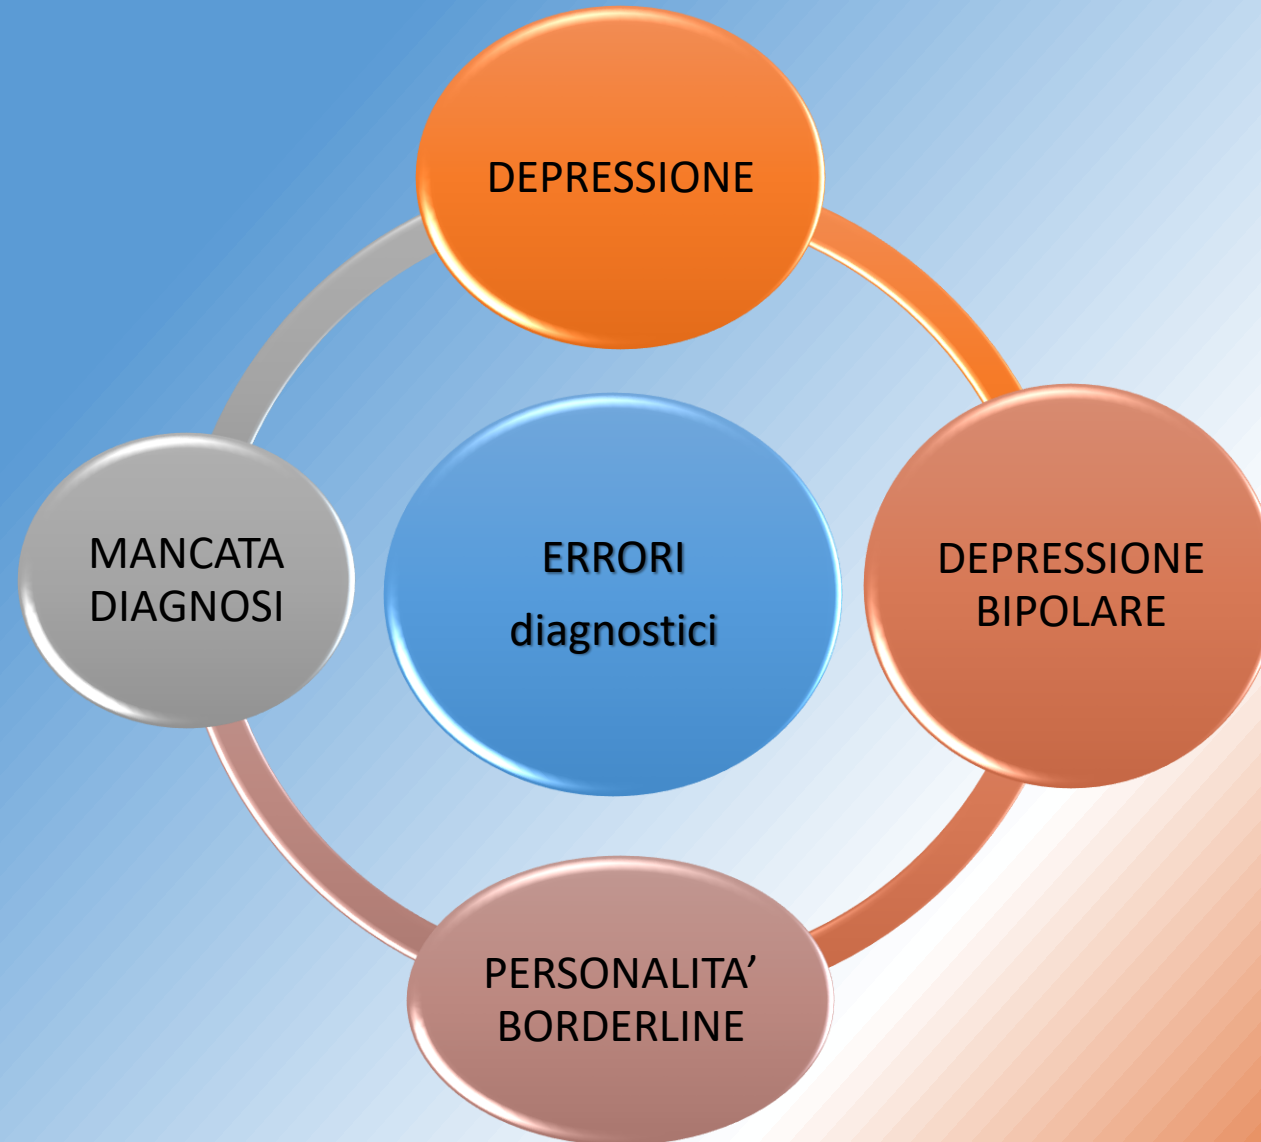 DEPRESSIONE
MANCATA
DIAGNOSI
ERRORI
diagnostici
DEPRESSIONE
BIPOLARE
PERSONALITA’
BORDERLINE